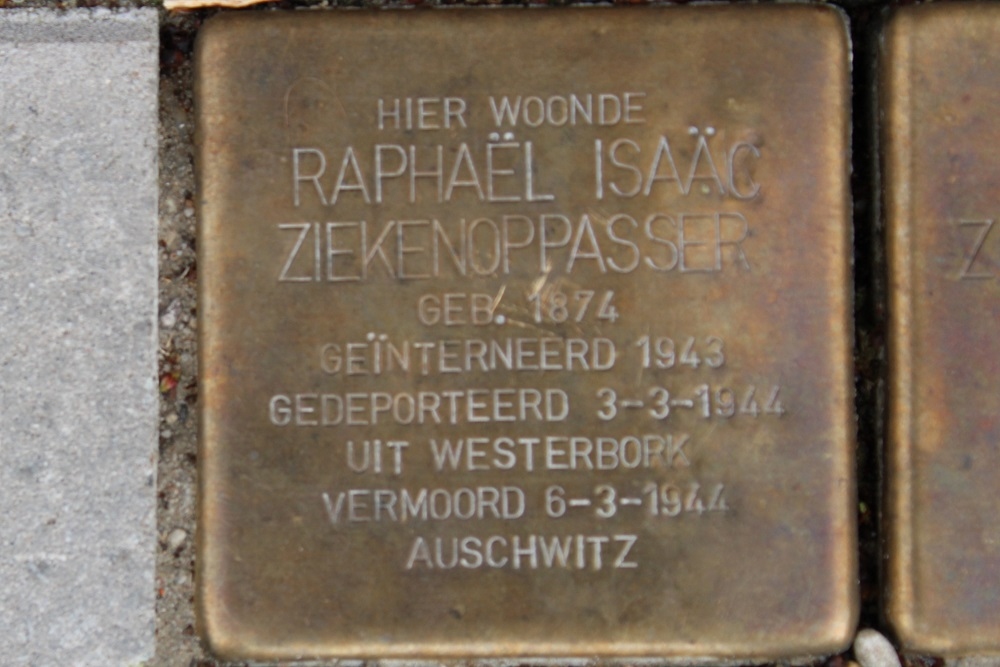 HIER WOONDE
RAPHAËL ISAÄC
ZIEKENOPPASSER
GEB. 1874
GEÏNTERNEERD 1943
GEDEPORTEERD 3-3-1944
UIT WESTERBORK
VERMOORD 6-3-1944
AUSCHWITZ